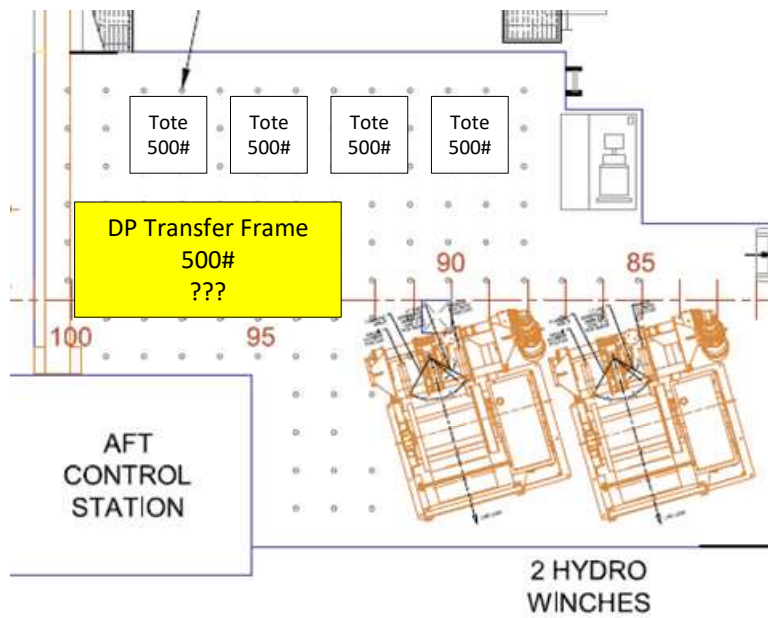 Tote
500#
Tote
500#
Tote
500#
Tote
500#
DP Transfer Frame
500#
???
90
85
100
95
AFT
CONTROL
STATION
2 HYDRO
WINCHES